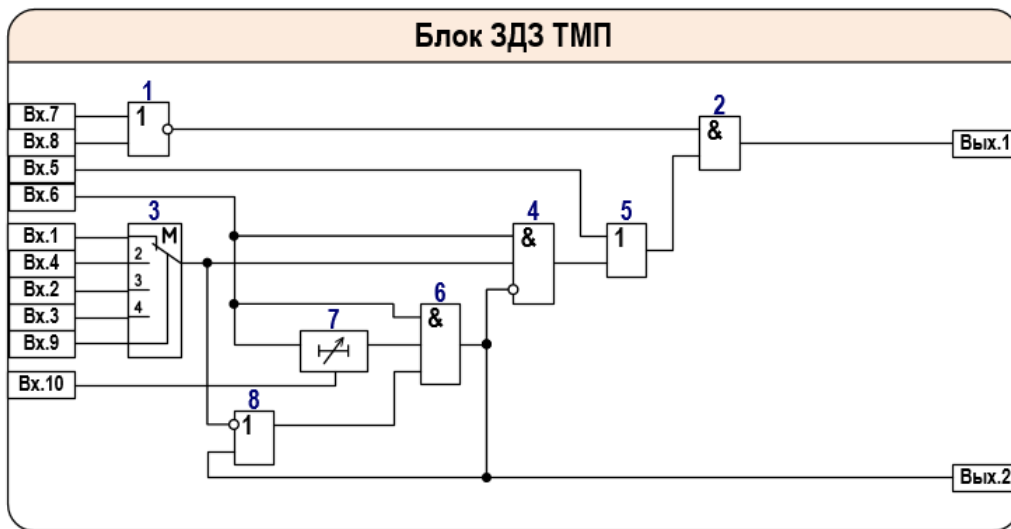 Блок ЗДЗ ТМП
1
2
Вх.7
1
&
Вх.8
Вых.1
Вх.5
Вх.6
3
4
5
Вх.1
М
&
1
Вх.4
2
Вх.2
3
Вх.3
4
6
Вх.9
7
&
Вх.10
8
1
Вых.2